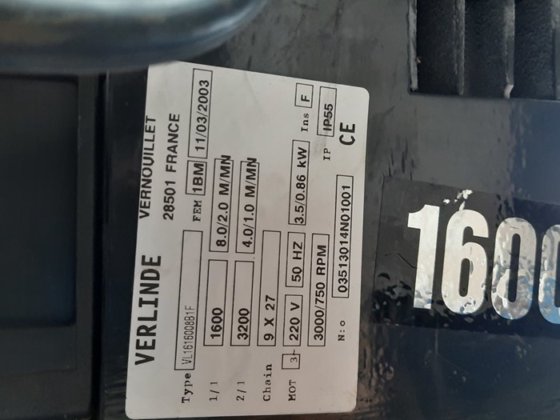 VERLINDE VERNOUILLET
28501 FRANCE
Type VL1616008B1F FEM 1BM 11/03/2003
1/1 1600 8.0/2.0 M/MN
2/1 3200 4.0/1.0 M/MN
Chain 9 X 27
MOT 3~ 220 V 50 HZ 3.5/0.86 kW Ins F
3000/750 RPM IP IP55
N:o 03513014N01001 CE
1600